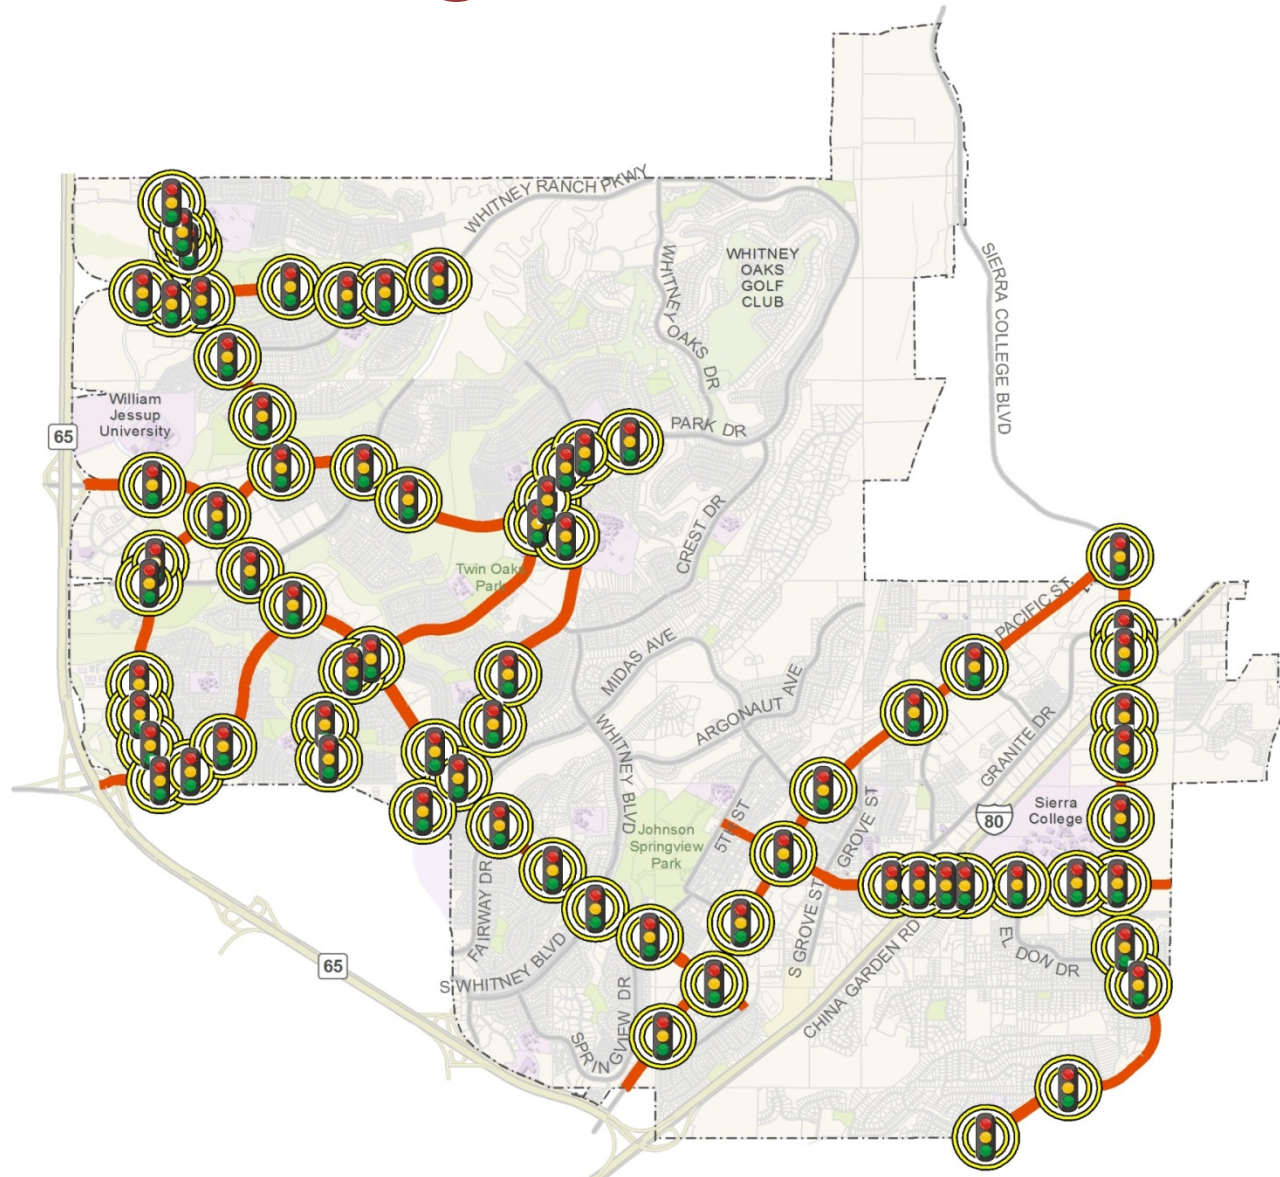 WHITNEY RANCH PKWY
WHITNEY
OAKS
GOLF
CLUB
WHITNEY OAKS DR
SIERRA COLLEGE BLVD
William
Jessup
University
65
PARK DR
CREST DR
Twin Oaks
Park
PACIFIC ST
MIDAS AVE
ARGONAUT AVE
WHITNEY BLVD
GRANITE DR
5TH ST
GROVE ST
80
Sierra
College
Johnson
Springview
Park
FAIRWAY DR
S GROVE ST
CHINA GARDEN RD
EL DON DR
65
S WHITNEY BLVD
SPRINGVIEW DR